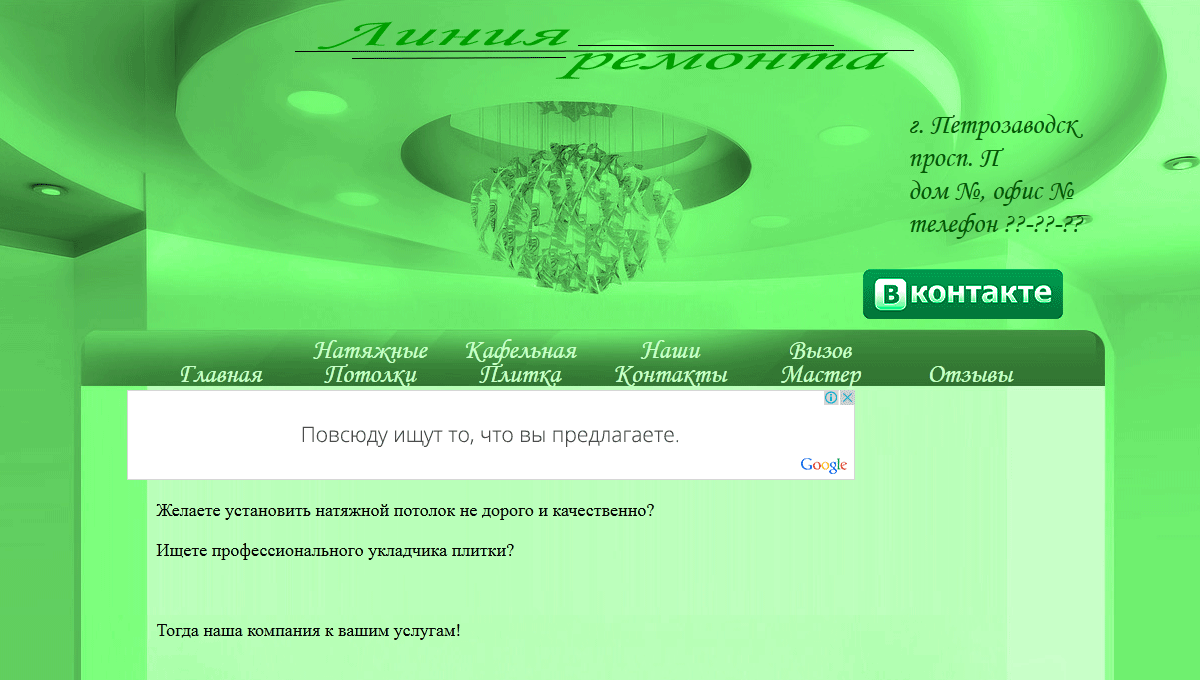 Линия
ремонта
г. Петрозаводск
просп. П
дом №, офис №
телефон ??-??-??
В контакте
Главная
Натяжные
Потолки
Кафельная
Плитка
Наши
Контакты
Вызов
Мастер
Отзывы
Повсюду ищут то, что вы предлагаете.
Google
Желаете установить натяжной потолок не дорого и качественно?
Ищете профессионального укладчика плитки?
Тогда наша компания к вашим услугам!